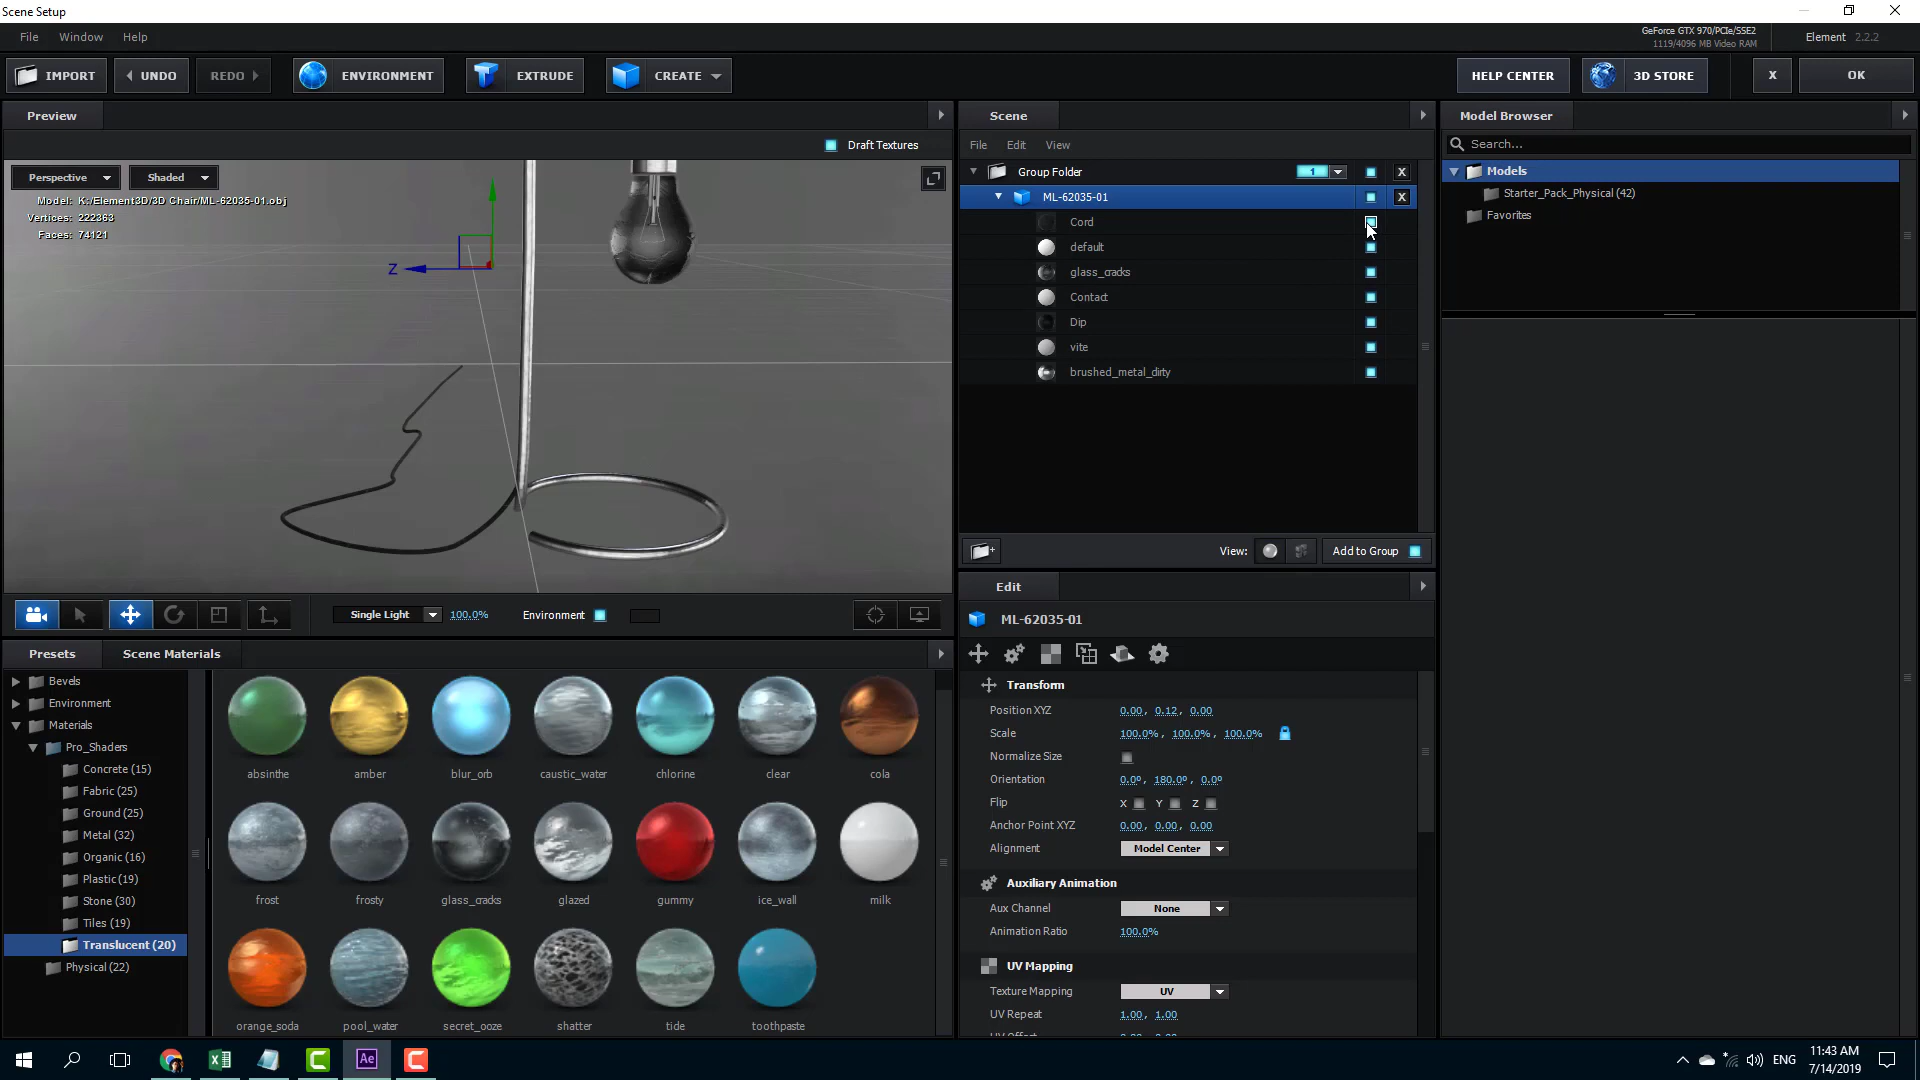 Scene Setup
File Window Help
GeForce GTX 970/PCIe/SSE2
1119/4096 MB Video RAM
Element 2.2.2
IMPORT UNDO REDO ENVIRONMENT EXTRUDE CREATE HELP CENTER 3D STORE X OK
Preview
Draft Textures
Perspective Shaded
Model: K:/Element3D/3D Chair/ML-62035-01.obj
Vertices: 222363
Faces: 74121
Z
Single Light 100.0% Environment
Presets Scene Materials
Bevels
Environment
Materials
Pro_Shaders
Concrete (15)
Fabric (25)
Ground (25)
Metal (32)
Organic (16)
Plastic (19)
Stone (30)
Tiles (19)
Translucent (20)
Physical (22)
absinthe amber blur_orb caustic_water chlorine clear cola
frost frosty glass_cracks glazed gummy ice_wall milk
orange_soda pool_water secret_ooze shatter tide toothpaste
Scene
File Edit View
Group Folder 1 X
ML-62035-01 X
Cord
default
glass_cracks
Contact
Dip
vite
brushed_metal_dirty
View: Add to Group
Edit
ML-62035-01
Transform
Position XYZ 0.00, 0.12, 0.00
Scale 100.0%, 100.0%, 100.0%
Normalize Size
Orientation 0.0º, 180.0º, 0.0º
Flip X Y Z
Anchor Point XYZ 0.00, 0.00, 0.00
Alignment Model Center
Auxiliary Animation
Aux Channel None
Animation Ratio 100.0%
UV Mapping
Texture Mapping UV
UV Repeat 1.00, 1.00
Model Browser
Search...
Models
Starter_Pack_Physical (42)
Favorites
Ae
ENG
11:43 AM
7/14/2019